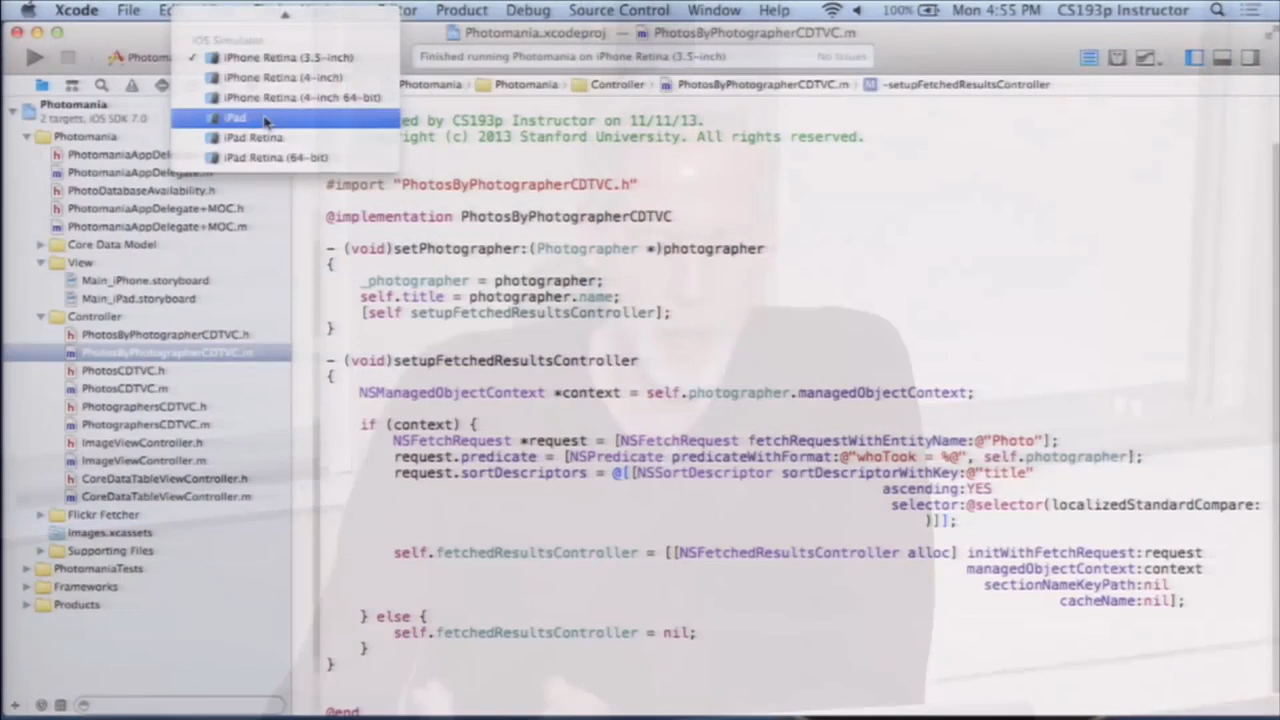 Xcode File Product Debug Source Control Window Help 100% Mon 4:55 PM CS193p Instructor
Photomania.xcodeproj — PhotosByPhotographerCDTVC.m
iOS Simulator
iPhone Retina (3.5-inch)
iPhone Retina (4-inch)
iPhone Retina (4-inch 64-bit)
iPad
iPad Retina
iPad Retina (64-bit)
Finished running Photomania on iPhone Retina (3.5-inch) No Issues
Photomania Photomania Controller PhotosByPhotographerCDTVC.m -setupFetchedResultsController
Photomania
2 targets, iOS SDK 7.0
Photomania
PhotomaniaAppDelegate
PhotomaniaAppDelegate
PhotoDatabaseAvailability.h
PhotomaniaAppDelegate+MOC.h
PhotomaniaAppDelegate+MOC.m
Core Data Model
View
Main_iPhone.storyboard
Main_iPad.storyboard
Controller
PhotosByPhotographerCDTVC.h
PhotosByPhotographerCDTVC.m
PhotosCDTVC.h
PhotosCDTVC.m
PhotographersCDTVC.h
PhotographersCDTVC.m
ImageViewController.h
ImageViewController.m
CoreDataTableViewController.h
CoreDataTableViewController.m
Flickr Fetcher
Images.xcassets
Supporting Files
PhotomaniaTests
Frameworks
Products
ed by CS193p Instructor on 11/11/13.
right (c) 2013 Stanford University. All rights reserved.
#import "PhotosByPhotographerCDTVC.h"
@implementation PhotosByPhotographerCDTVC
- (void)setPhotographer:(Photographer *)photographer
{
_photographer = photographer;
self.title = photographer.name;
[self setupFetchedResultsController];
}
- (void)setupFetchedResultsController
{
NSManagedObjectContext *context = self.photographer.managedObjectContext;
if (context) {
NSFetchRequest *request = [NSFetchRequest fetchRequestWithEntityName:@"Photo"];
request.predicate = [NSPredicate predicateWithFormat:@"whoTook = %@", self.photographer];
request.sortDescriptors = @[[NSSortDescriptor sortDescriptorWithKey:@"title"
ascending:YES
selector:@selector(localizedStandardCompare:
)]];
self.fetchedResultsController = [[NSFetchedResultsController alloc] initWithFetchRequest:request
managedObjectContext:context
sectionNameKeyPath:nil
cacheName:nil];
} else {
self.fetchedResultsController = nil;
}
}
@end